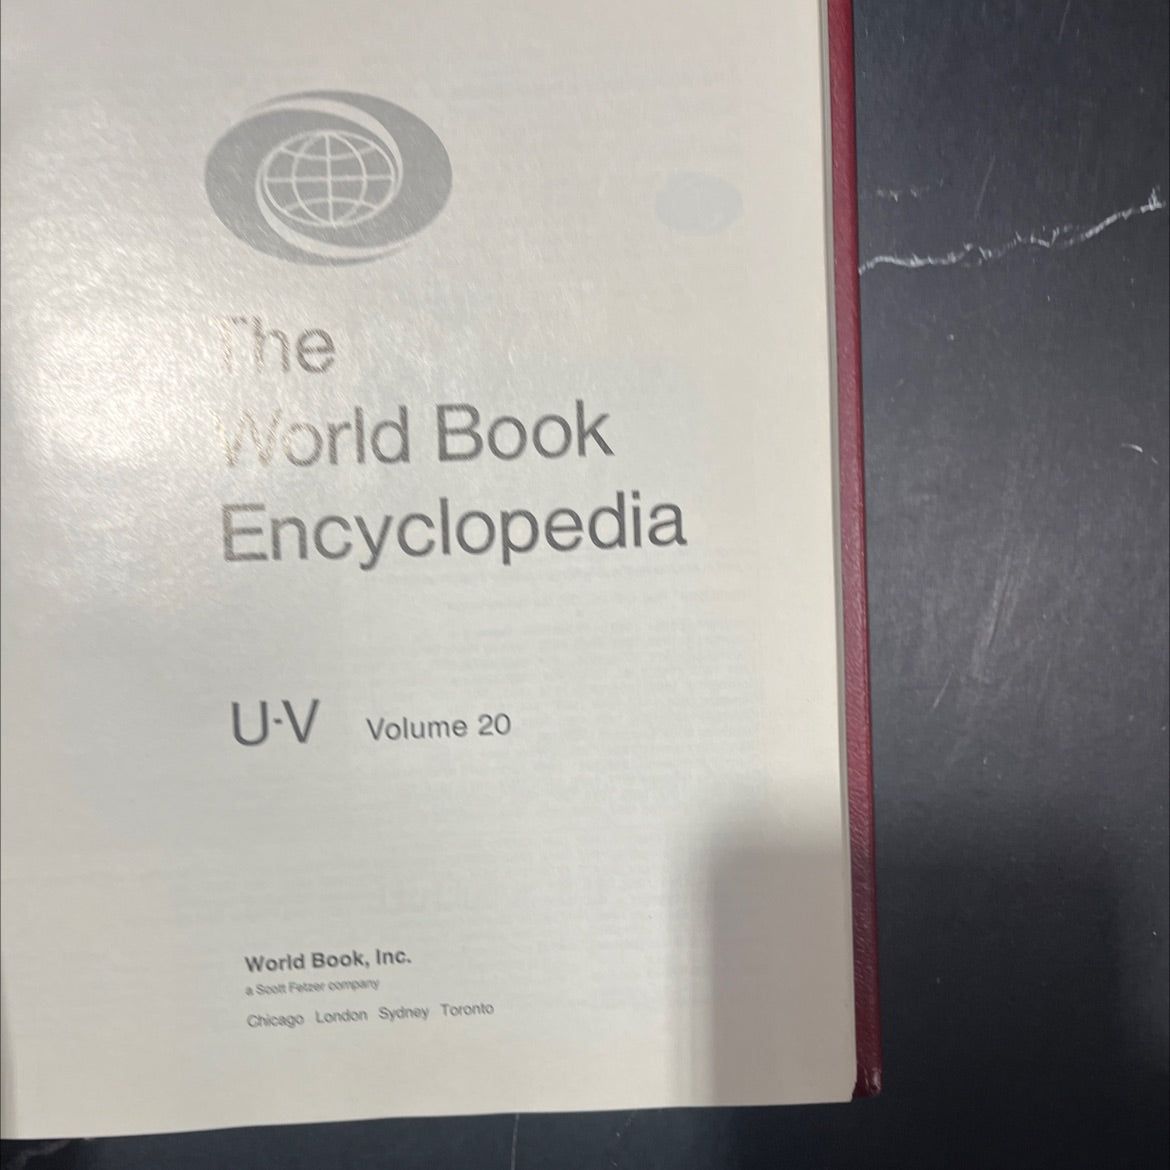 The
World Book
Encyclopedia
U-V Volume 20
World Book, Inc.
a Scott Fetzer company
Chicago London Sydney Toronto